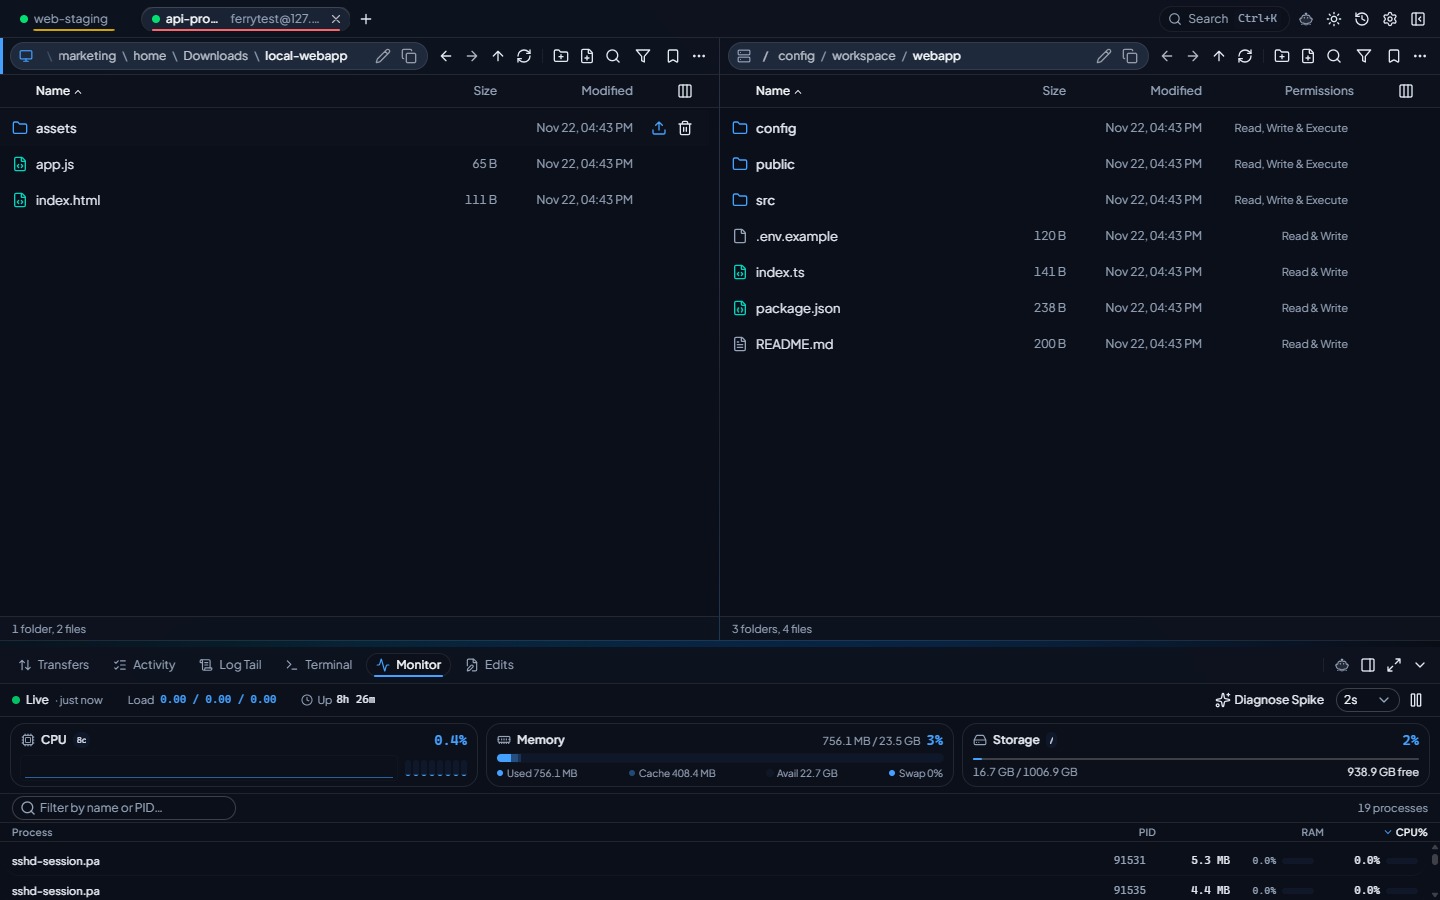 web-staging
api-pro... ferrytest@127....
Search Ctrl+K
\ marketing \ home \ Downloads \ local-webapp
/ config / workspace / webapp
Name Size Modified
assets Nov 22, 04:43 PM
app.js 65 B Nov 22, 04:43 PM
index.html 111 B Nov 22, 04:43 PM
Name Size Modified Permissions
config Nov 22, 04:43 PM Read, Write & Execute
public Nov 22, 04:43 PM Read, Write & Execute
src Nov 22, 04:43 PM Read, Write & Execute
.env.example 120 B Nov 22, 04:43 PM Read & Write
index.ts 141 B Nov 22, 04:43 PM Read & Write
package.json 238 B Nov 22, 04:43 PM Read & Write
README.md 200 B Nov 22, 04:43 PM Read & Write
1 folder, 2 files
3 folders, 4 files
Transfers Activity Log Tail Terminal Monitor Edits
Live · just now Load 0.00 / 0.00 / 0.00 Up 8h 26m
Diagnose Spike 2s
CPU 8c 0.4%
Memory 756.1 MB / 23.5 GB 3%
Used 756.1 MB Cache 408.4 MB Avail 22.7 GB Swap 0%
Storage / 2%
16.7 GB / 1006.9 GB 938.9 GB free
Filter by name or PID... 19 processes
Process PID RAM CPU%
sshd-session.pa 91531 5.3 MB 0.0% 0.0%
sshd-session.pa 91535 4.4 MB 0.0% 0.0%